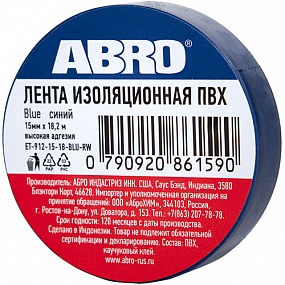 ABRO®
ЛЕНТА ИЗОЛЯЦИОННАЯ ПВХ
Blue синий
15мм x 18,2 м
высокая адгезия
ET-912-15-18-BLU-RW
PAP PVC
0 790920 861590
Производитель: АБРО ИНДАСТРИЗ ИНК. США, Саус Бэнд, Индиана, 3580
Блэкторн Корт, 46628. Импортер и организация, уполномоченная на
принятие обращений: ООО «АброХИМ», 344103, Россия,
г. Ростов-на-Дону, ул. Доватора, д. 153. Тел.: +7(863) 207-78-78.
Срок годности: 120 месяцев с даты производства.
Сделано в Индонезии. Товар не подлежит обязательной
сертификации и декларированию. Состав: ПВХ,
каучуковый клей.
www.abro-rus.ru